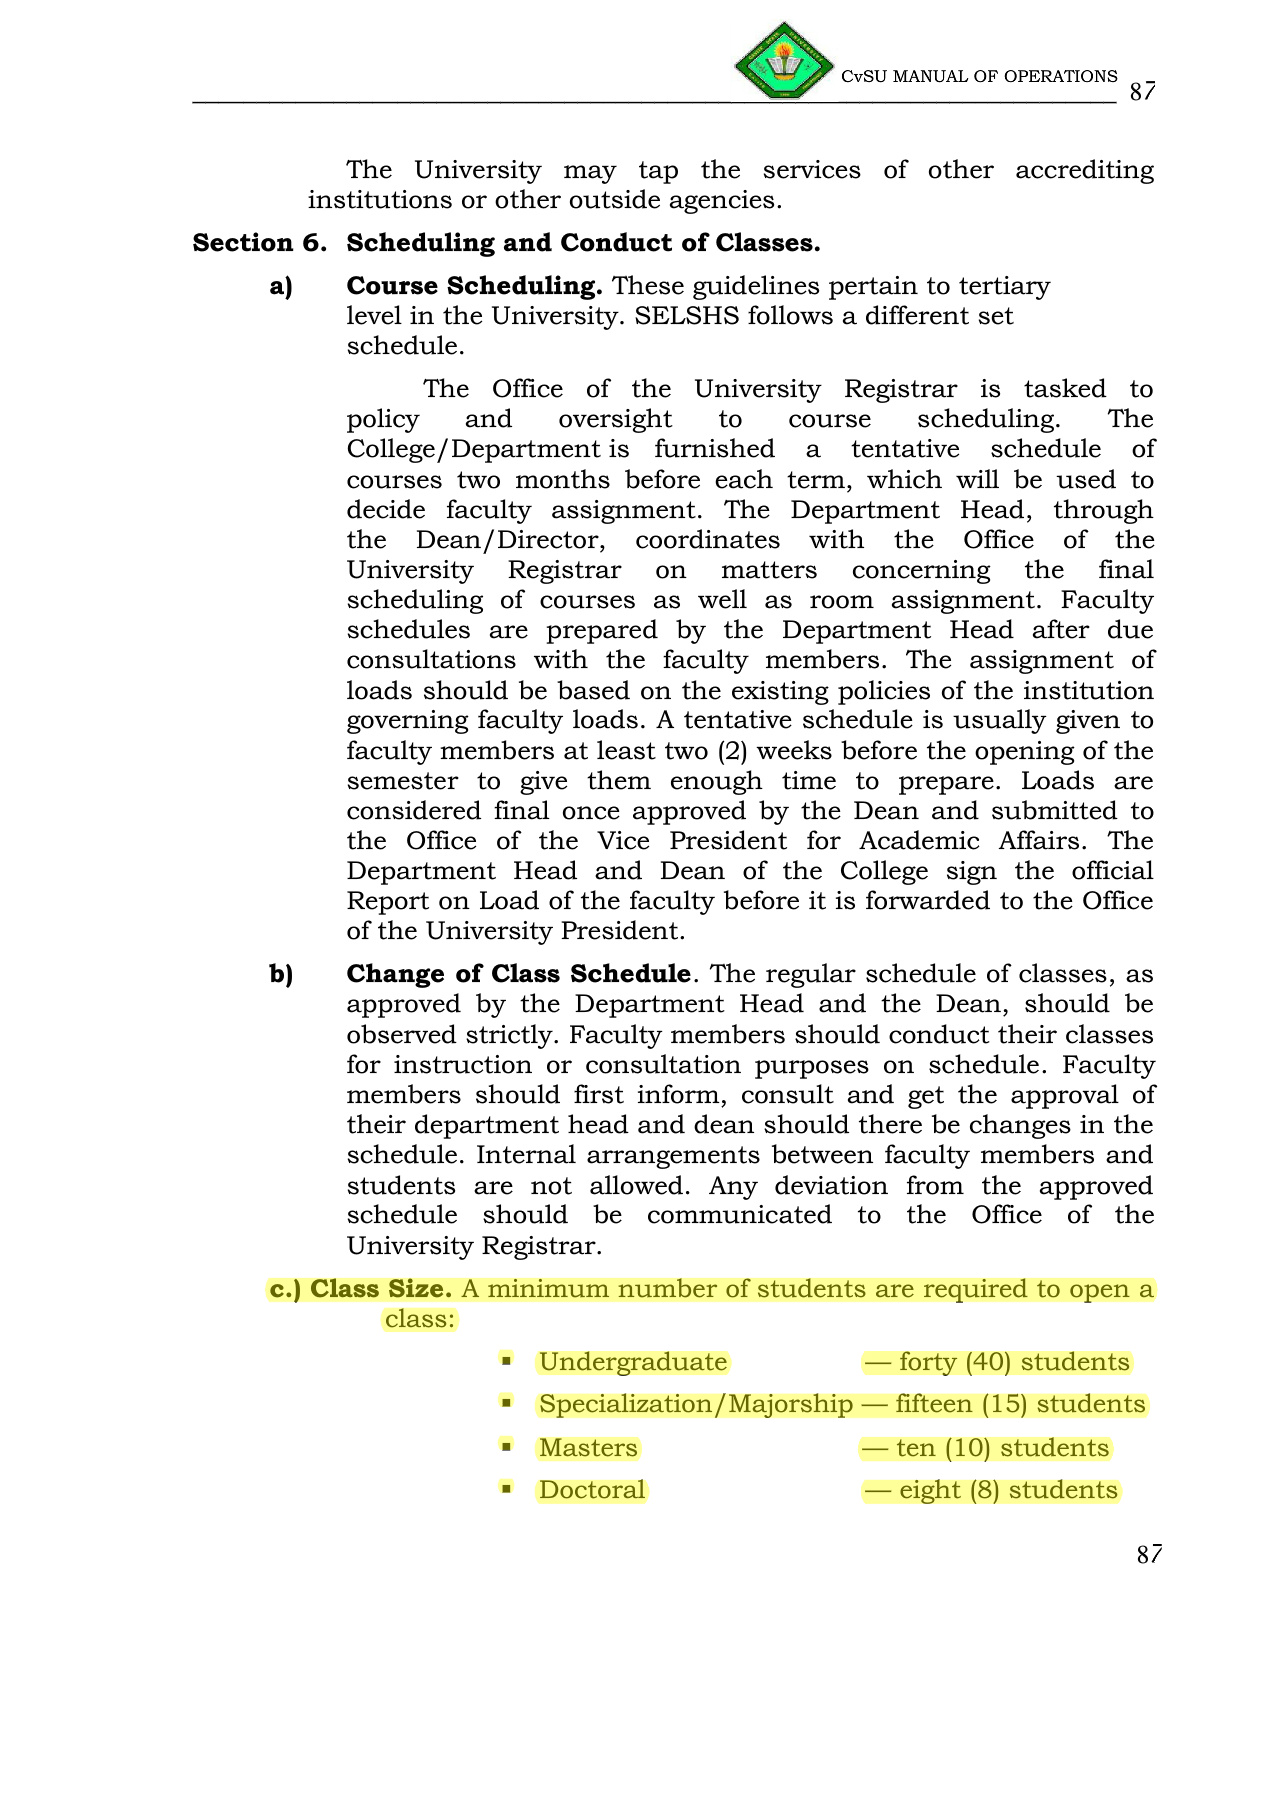 CvSU MANUAL OF OPERATIONS 87
The University may tap the services of other accrediting
institutions or other outside agencies.
Section 6. Scheduling and Conduct of Classes.
a) Course Scheduling. These guidelines pertain to tertiary
level in the University. SELSHS follows a different set
schedule.
The Office of the University Registrar is tasked to
policy and oversight to course scheduling. The
College/Department is furnished a tentative schedule of
courses two months before each term, which will be used to
decide faculty assignment. The Department Head, through
the Dean/Director, coordinates with the Office of the
University Registrar on matters concerning the final
scheduling of courses as well as room assignment. Faculty
schedules are prepared by the Department Head after due
consultations with the faculty members. The assignment of
loads should be based on the existing policies of the institution
governing faculty loads. A tentative schedule is usually given to
faculty members at least two (2) weeks before the opening of the
semester to give them enough time to prepare. Loads are
considered final once approved by the Dean and submitted to
the Office of the Vice President for Academic Affairs. The
Department Head and Dean of the College sign the official
Report on Load of the faculty before it is forwarded to the Office
of the University President.
b) Change of Class Schedule. The regular schedule of classes, as
approved by the Department Head and the Dean, should be
observed strictly. Faculty members should conduct their classes
for instruction or consultation purposes on schedule. Faculty
members should first inform, consult and get the approval of
their department head and dean should there be changes in the
schedule. Internal arrangements between faculty members and
students are not allowed. Any deviation from the approved
schedule should be communicated to the Office of the
University Registrar.
c.) Class Size. A minimum number of students are required to open a
class:
▪ Undergraduate — forty (40) students
▪ Specialization/Majorship — fifteen (15) students
▪ Masters — ten (10) students
▪ Doctoral — eight (8) students
87